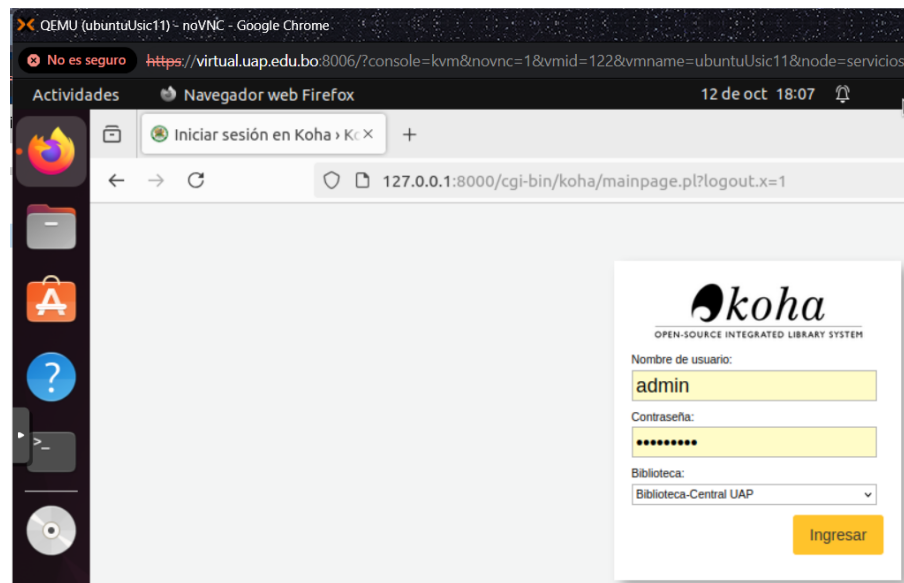 QEMU (ubuntuUsic11) - noVNC - Google Chrome
No es seguro https://virtual.uap.edu.bo:8006/?console=kvm&novnc=1&vmid=122&vmname=ubuntuUsic11&node=servicios
Actividades Navegador web Firefox 12 de oct 18:07
Iniciar sesión en Koha ›
127.0.0.1:8000/cgi-bin/koha/mainpage.pl?logout.x=1
koha
OPEN-SOURCE INTEGRATED LIBRARY SYSTEM
Nombre de usuario:
admin
Contraseña:
•••••••••
Biblioteca:
Biblioteca-Central UAP
Ingresar